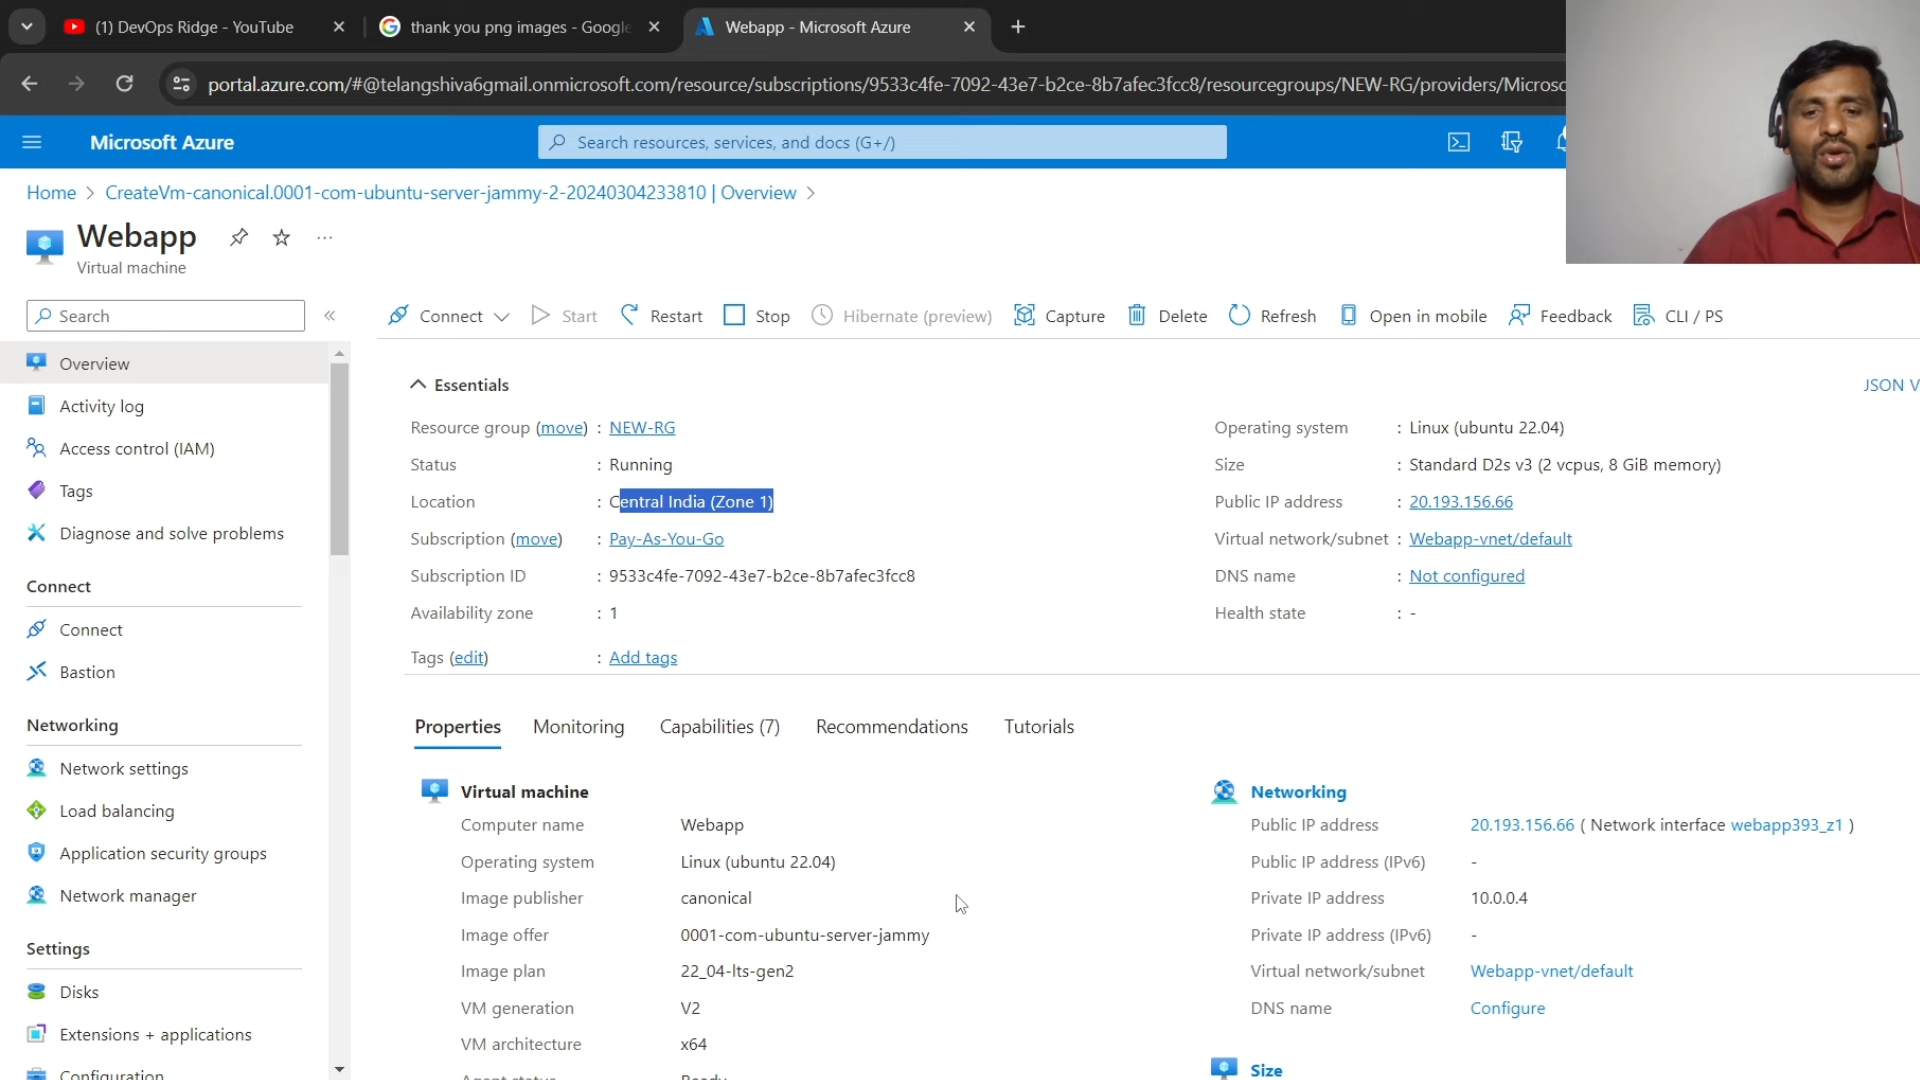 (1) DevOps Ridge - YouTube
thank you png images - Google
Webapp - Microsoft Azure
portal.azure.com/#@telangshiva6gmail.onmicrosoft.com/resource/subscriptions/9533c4fe-7092-43e7-b2ce-8b7afec3fcc8/resourcegroups/NEW-RG/providers/Microso
Microsoft Azure
Search resources, services, and docs (G+/)
Home > CreateVm-canonical.0001-com-ubuntu-server-jammy-2-20240304233810 | Overview >
Webapp
Virtual machine
Search
Connect
Start
Restart
Stop
Hibernate (preview)
Capture
Delete
Refresh
Open in mobile
Feedback
CLI / PS
Overview
Activity log
Access control (IAM)
Tags
Diagnose and solve problems
Connect
Connect
Bastion
Networking
Network settings
Load balancing
Application security groups
Network manager
Settings
Disks
Extensions + applications
Configuration
Essentials
JSON V
Resource group (move) : NEW-RG
Status : Running
Location : Central India (Zone 1)
Subscription (move) : Pay-As-You-Go
Subscription ID : 9533c4fe-7092-43e7-b2ce-8b7afec3fcc8
Availability zone : 1
Tags (edit) : Add tags
Operating system : Linux (ubuntu 22.04)
Size : Standard D2s v3 (2 vcpus, 8 GiB memory)
Public IP address : 20.193.156.66
Virtual network/subnet : Webapp-vnet/default
DNS name : Not configured
Health state : -
Properties
Monitoring
Capabilities (7)
Recommendations
Tutorials
Virtual machine
Computer name Webapp
Operating system Linux (ubuntu 22.04)
Image publisher canonical
Image offer 0001-com-ubuntu-server-jammy
Image plan 22_04-lts-gen2
VM generation V2
VM architecture x64
Agent status Ready
Networking
Public IP address 20.193.156.66 ( Network interface webapp393_z1 )
Public IP address (IPv6) -
Private IP address 10.0.0.4
Private IP address (IPv6) -
Virtual network/subnet Webapp-vnet/default
DNS name Configure
Size